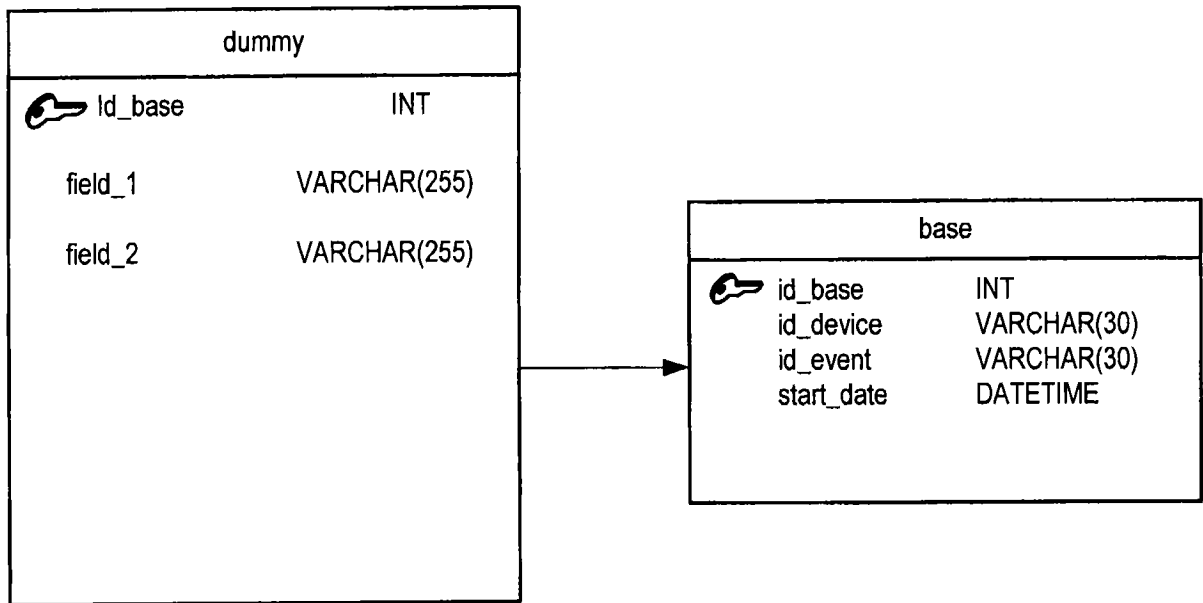 dummy
Id_base INT
field_1 VARCHAR(255)
field_2 VARCHAR(255)
base
id_base INT
id_device VARCHAR(30)
id_event VARCHAR(30)
start_date DATETIME